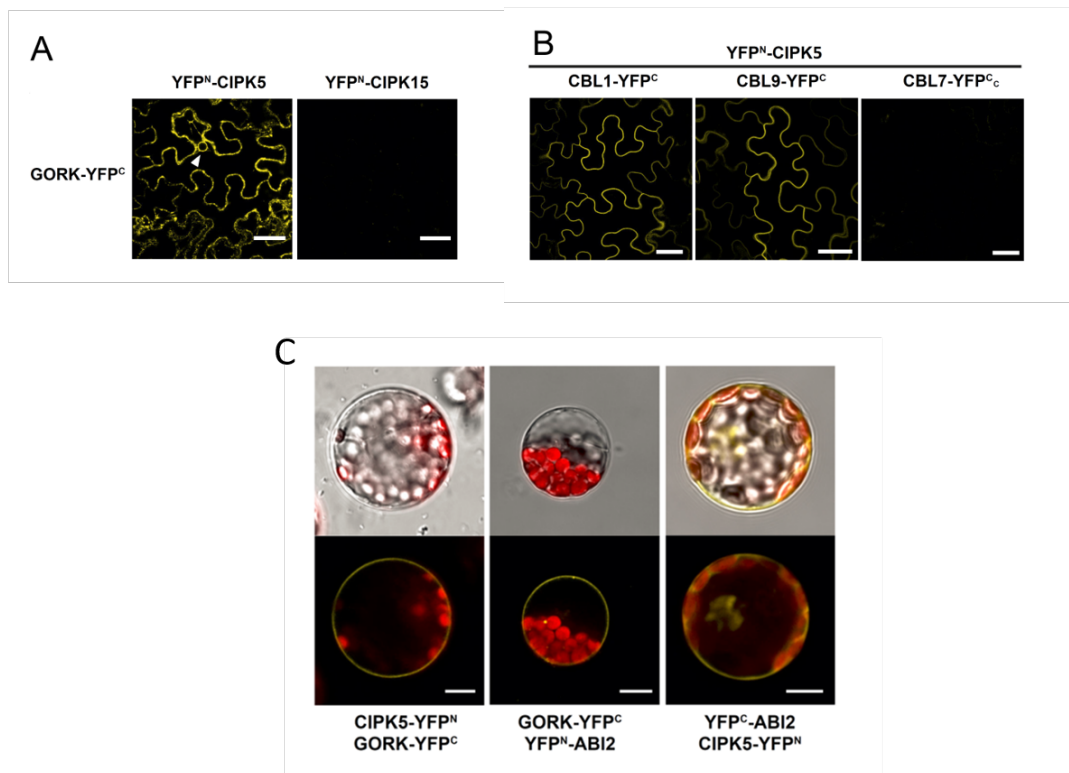 A
YFPᴺ-CIPK5 YFPᴺ-CIPK15
GORK-YFPᶜ
B
YFPᴺ-CIPK5
CBL1-YFPᶜ CBL9-YFPᶜ CBL7-YFPᶜc
C
CIPK5-YFPᴺ GORK-YFPᶜ YFPᶜ-ABI2
GORK-YFPᶜ YFPᴺ-ABI2 CIPK5-YFPᴺ